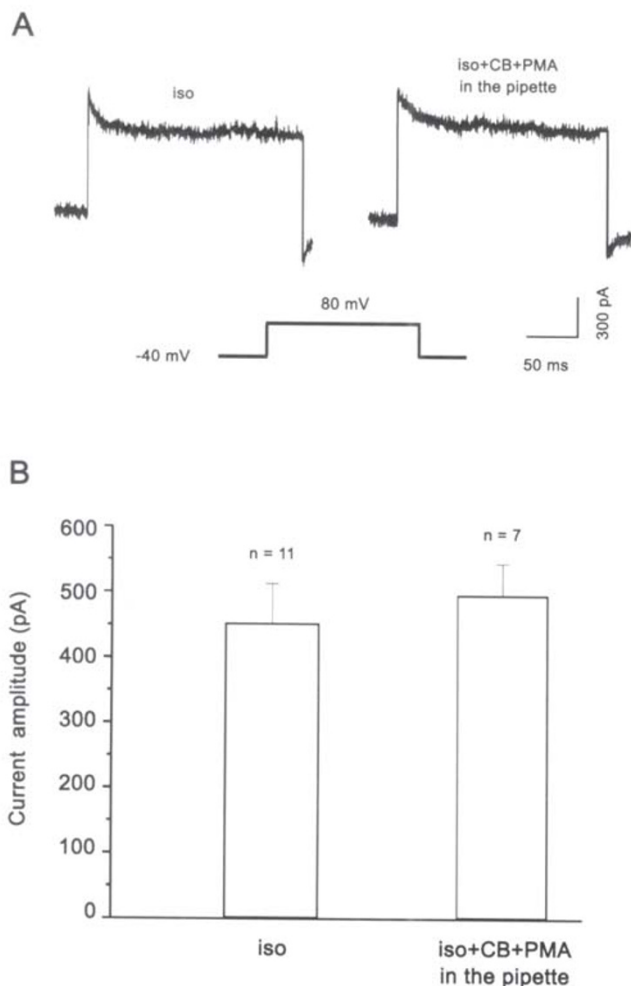 A
iso
iso+CB+PMA
in the pipette
80 mV
-40 mV
300 pA
50 ms
B
Current amplitude (pA)
600
500
400
300
200
100
0
n = 11
n = 7
iso
iso+CB+PMA
in the pipette